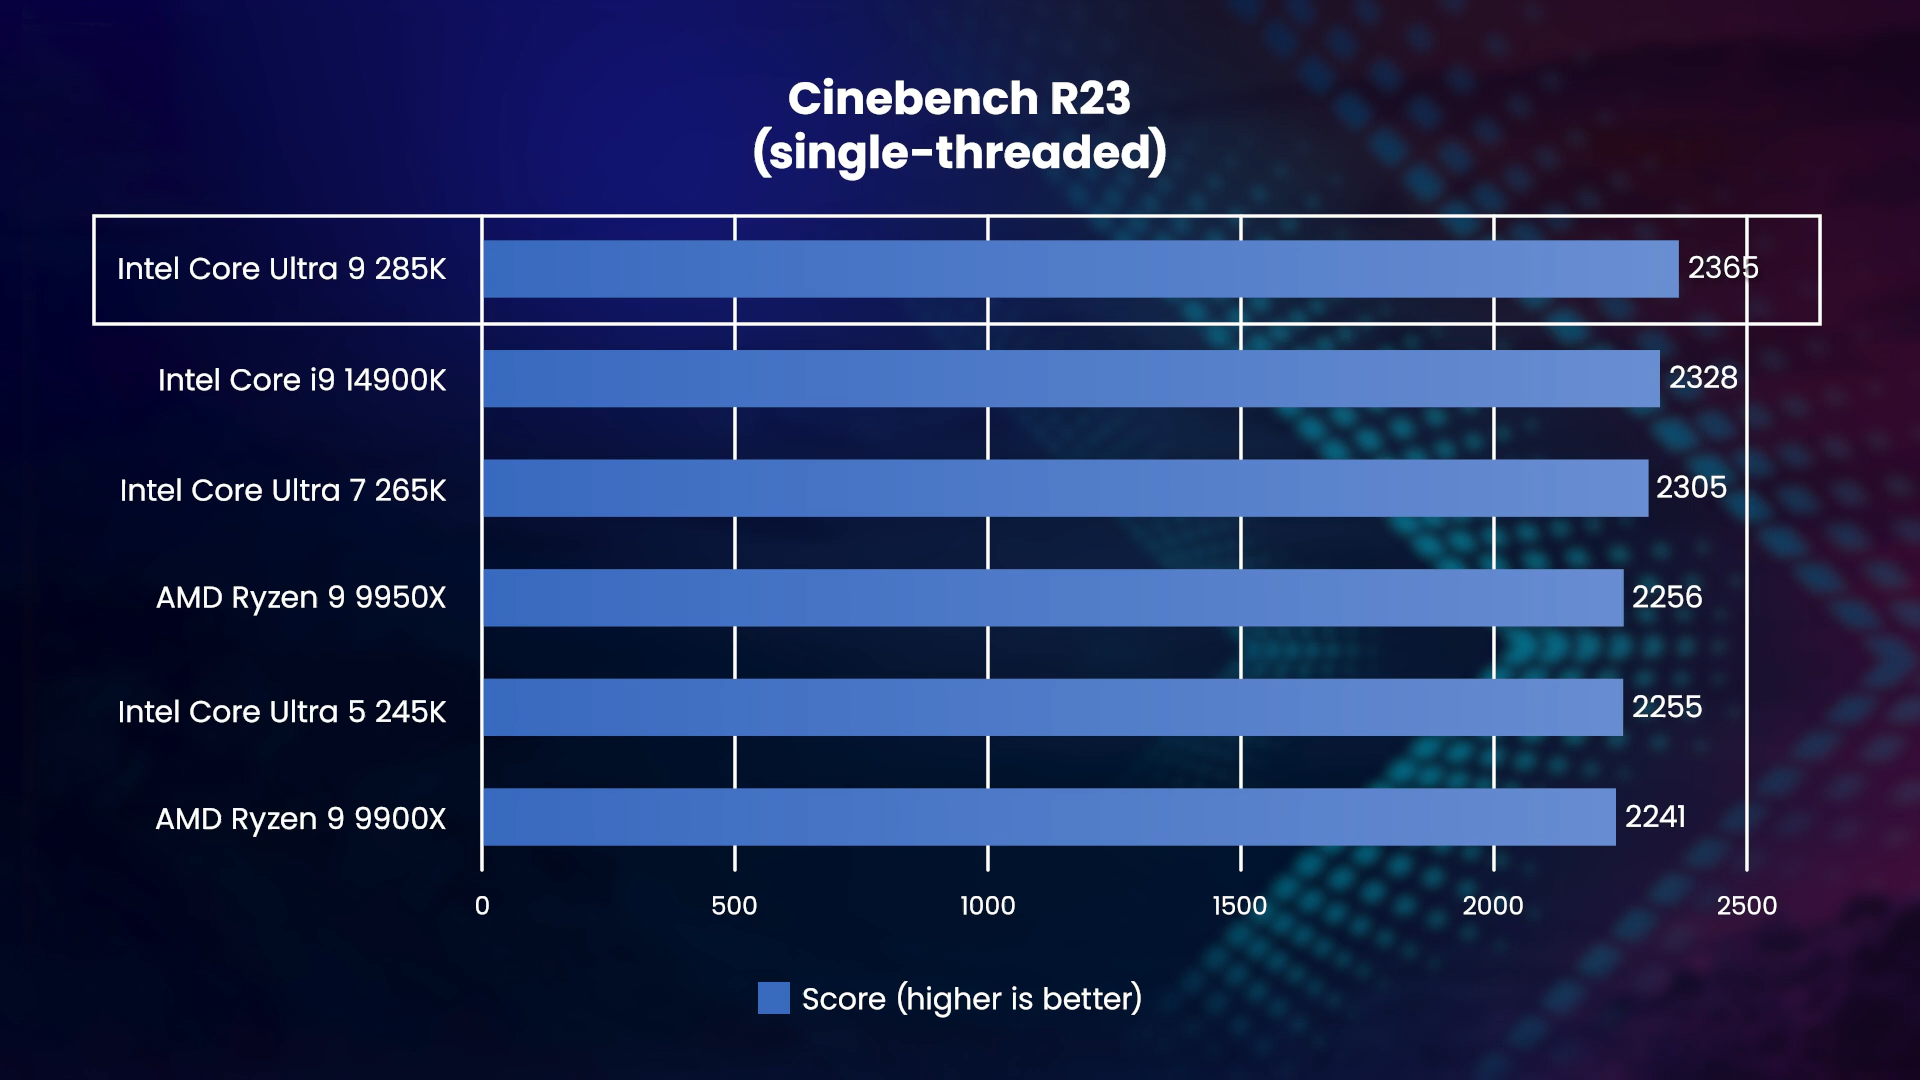 Cinebench R23
(single-threaded)
Intel Core Ultra 9 285K 2365
Intel Core i9 14900K 2328
Intel Core Ultra 7 265K 2305
AMD Ryzen 9 9950X 2256
Intel Core Ultra 5 245K 2255
AMD Ryzen 9 9900X 2241
0 500 1000 1500 2000 2500
Score (higher is better)